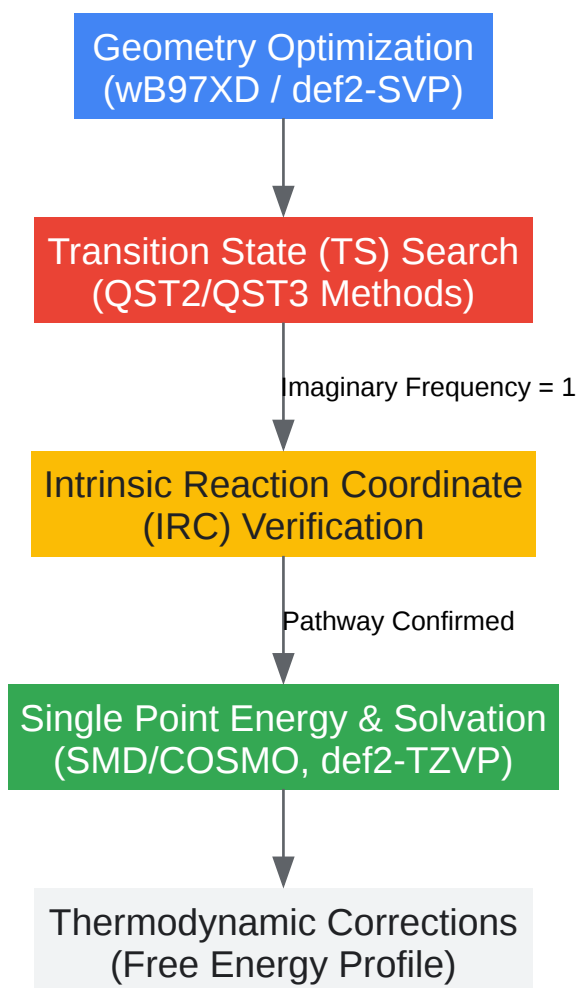 Geometry Optimization
(wB97XD / def2-SVP)
Transition State (TS) Search
(QST2/QST3 Methods)
Imaginary Frequency = 1
Intrinsic Reaction Coordinate
(IRC) Verification
Pathway Confirmed
Single Point Energy & Solvation
(SMD/COSMO, def2-TZVP)
Thermodynamic Corrections
(Free Energy Profile)